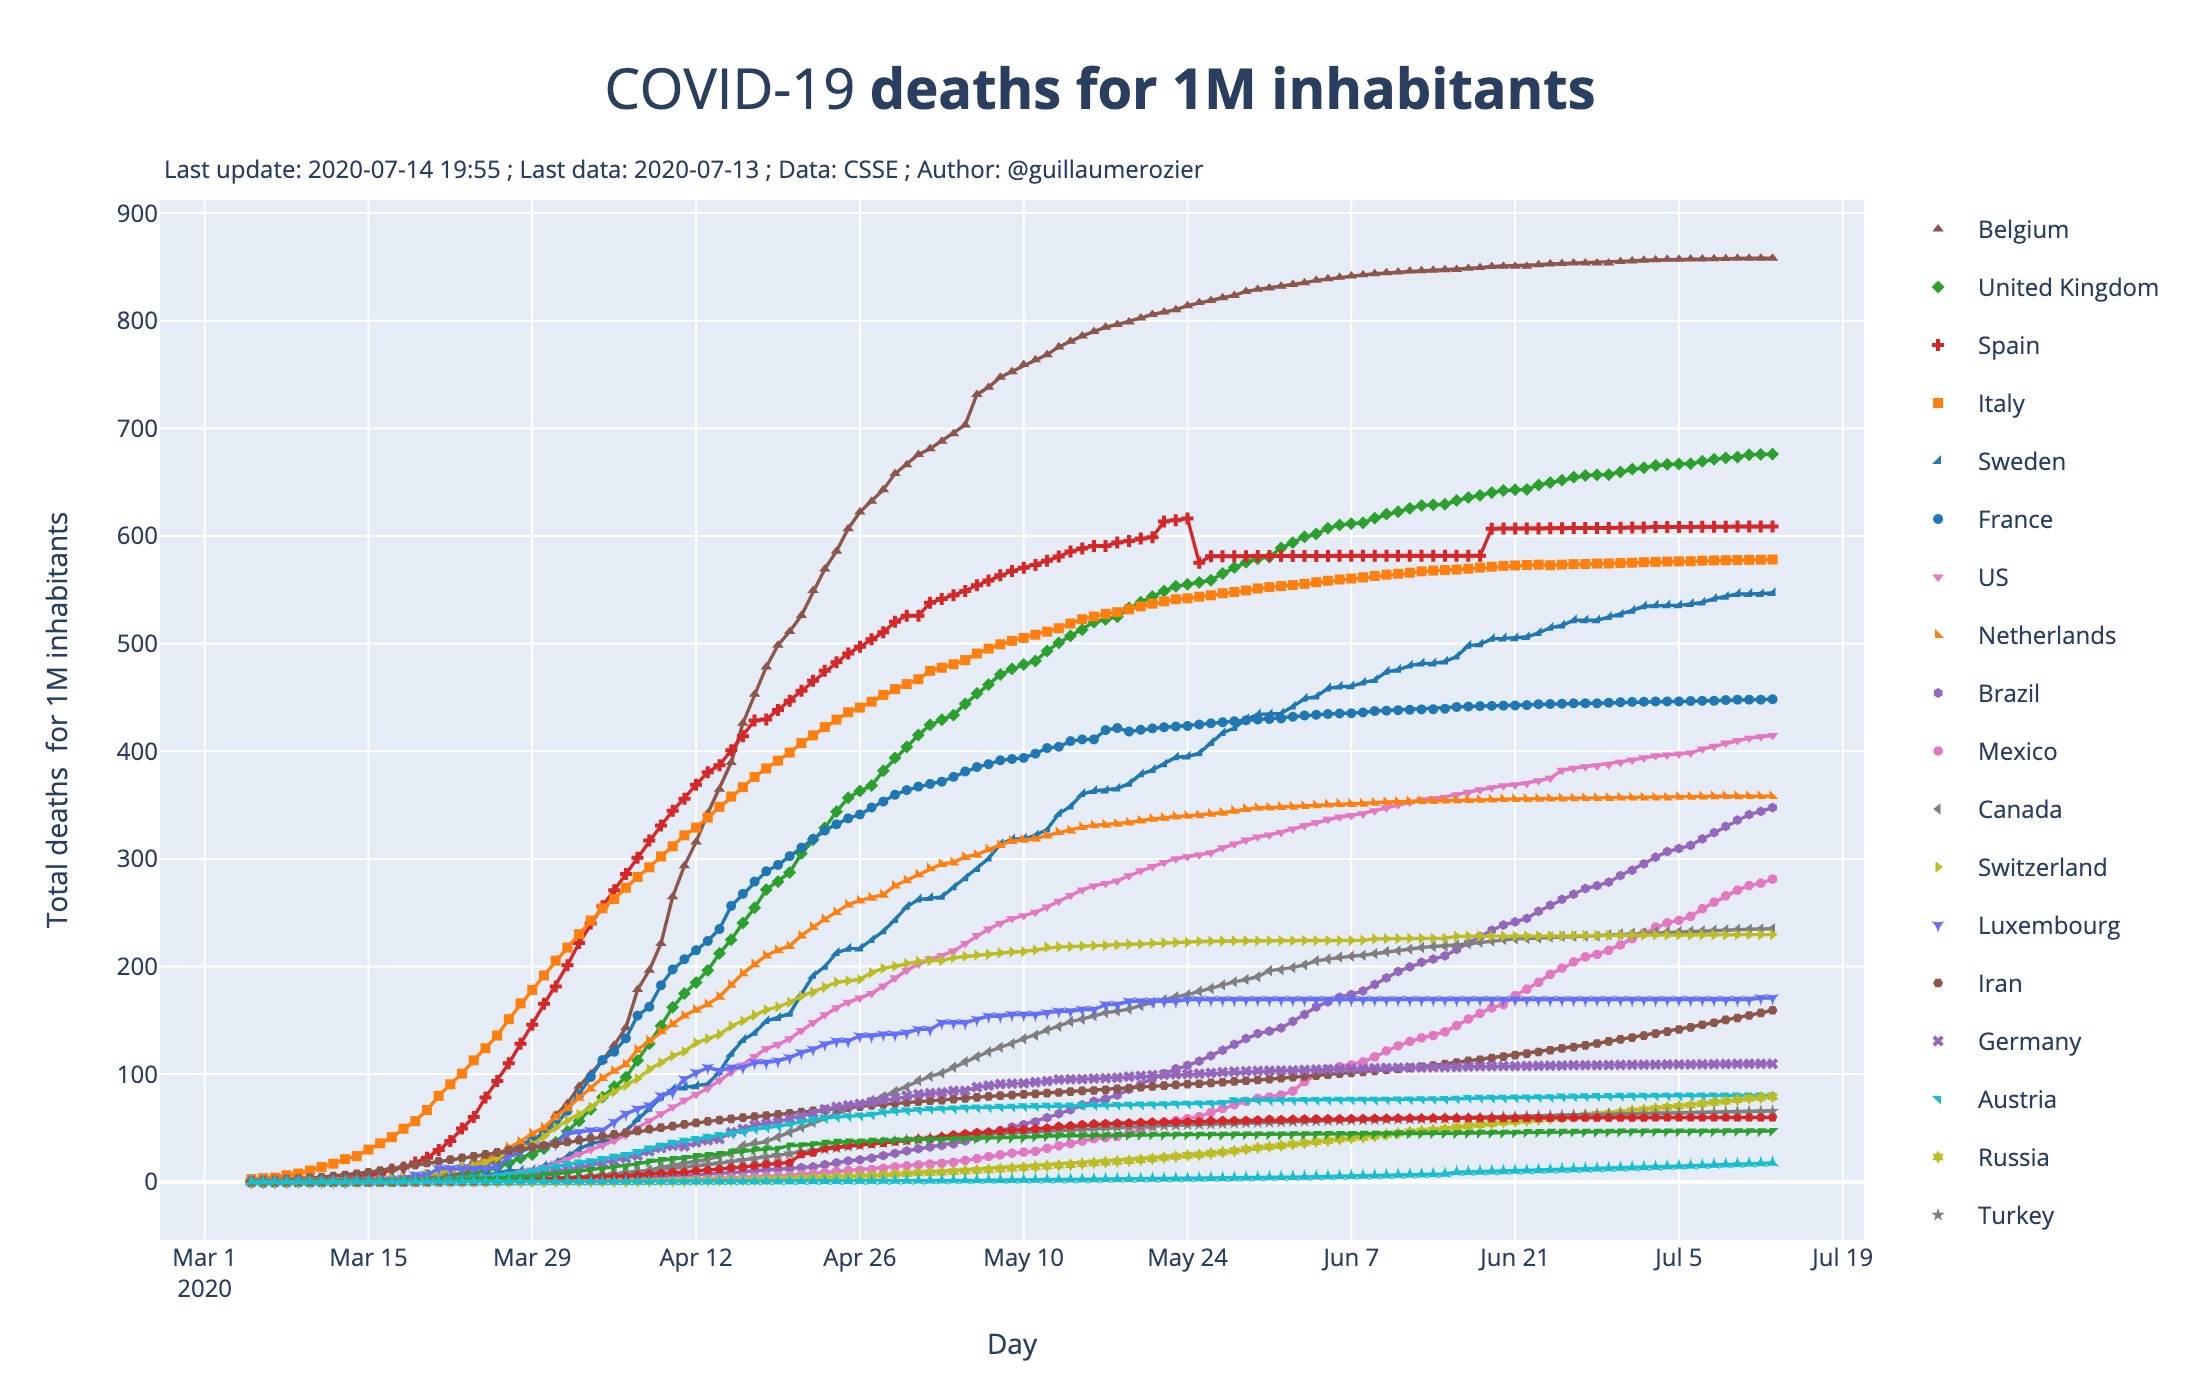 COVID-19 deaths for 1M inhabitants
Last update: 2020-07-14 19:55 ; Last data: 2020-07-13 ; Data: CSSE ; Author: @guillaumerozier
Total deaths for 1M inhabitants
900
800
700
600
500
400
300
200
100
0
Mar 1
2020
Mar 15
Mar 29
Apr 12
Apr 26
May 10
May 24
Jun 7
Jun 21
Jul 5
Jul 19
Day
Belgium
United Kingdom
Spain
Italy
Sweden
France
US
Netherlands
Brazil
Mexico
Canada
Switzerland
Luxembourg
Iran
Germany
Austria
Russia
Turkey